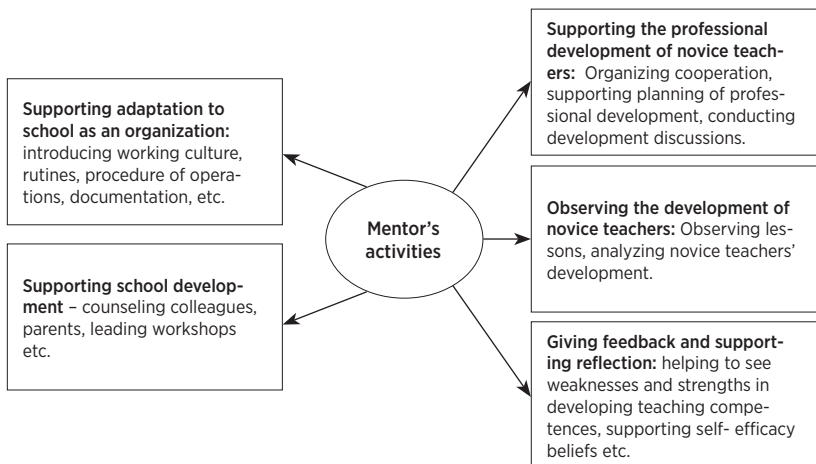 Supporting adaptation to
school as an organization:
introducing working culture,
rutines, procedure of opera-
tions, documentation, etc.
Supporting school develop-
ment – counseling colleagues,
parents, leading workshops
etc.
Mentor's
activities
Supporting the professional
development of novice teach-
ers: Organizing cooperation,
supporting planning of profes-
sional development, conducting
development discussions.
Observing the development of
novice teachers: Observing les-
sons, analyzing novice teachers'
development.
Giving feedback and support-
ing reflection: helping to see
weaknesses and strengths in
developing teaching compe-
tences, supporting self- efficacy
beliefs etc.